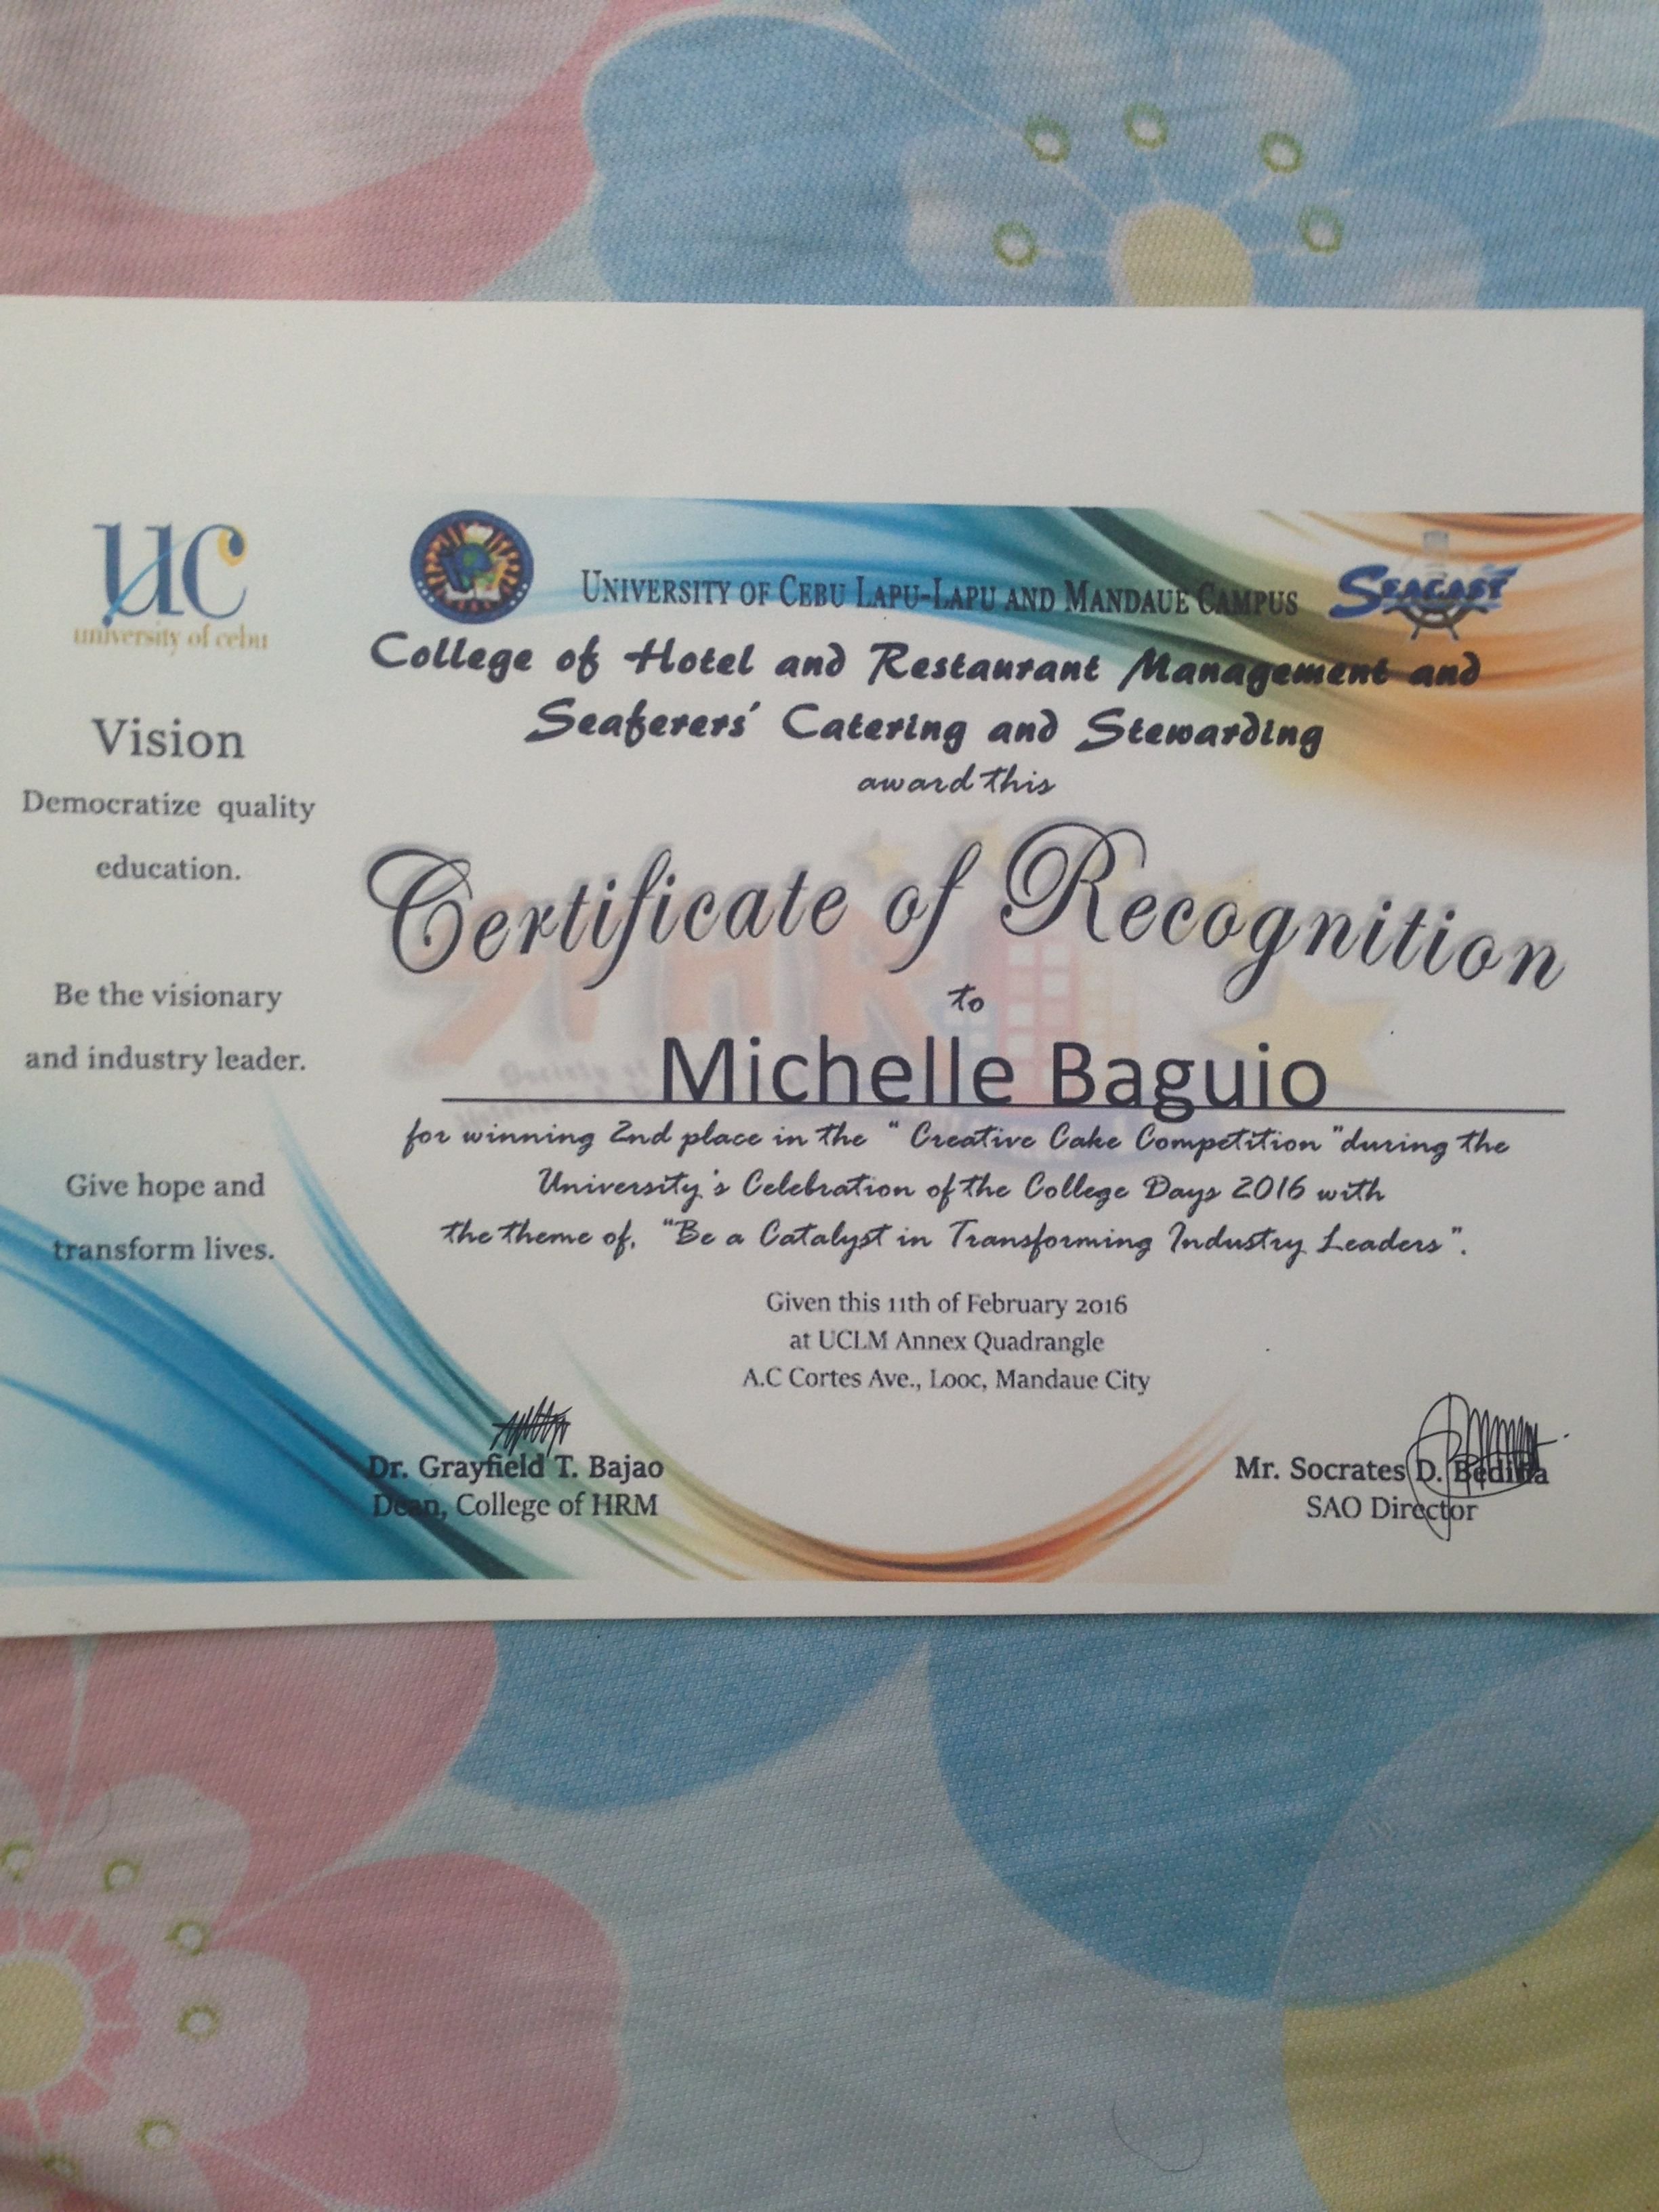 UC
university of cebu
UNIVERSITY OF CEBU LAPU-LAPU AND MANDAUE CAMPUS
SEACAST
College of Hotel and Restaurant Management and
Seaferers' Catering and Stewarding
award this
Certificate of Recognition
to
Michelle Baguio
for winning 2nd place in the " Creative Cake Competition "during the
University's Celebration of the College Days 2016 with
the theme of, "Be a Catalyst in Transforming Industry Leaders".
Given this 11th of February 2016
at UCLM Annex Quadrangle
A.C Cortes Ave., Looc, Mandaue City
Dr. Grayfield T. Bajao
Dean, College of HRM
Mr. Socrates D.
SAO Director
Vision
Democratize quality
education.
Be the visionary
and industry leader.
Give hope and
transform lives.